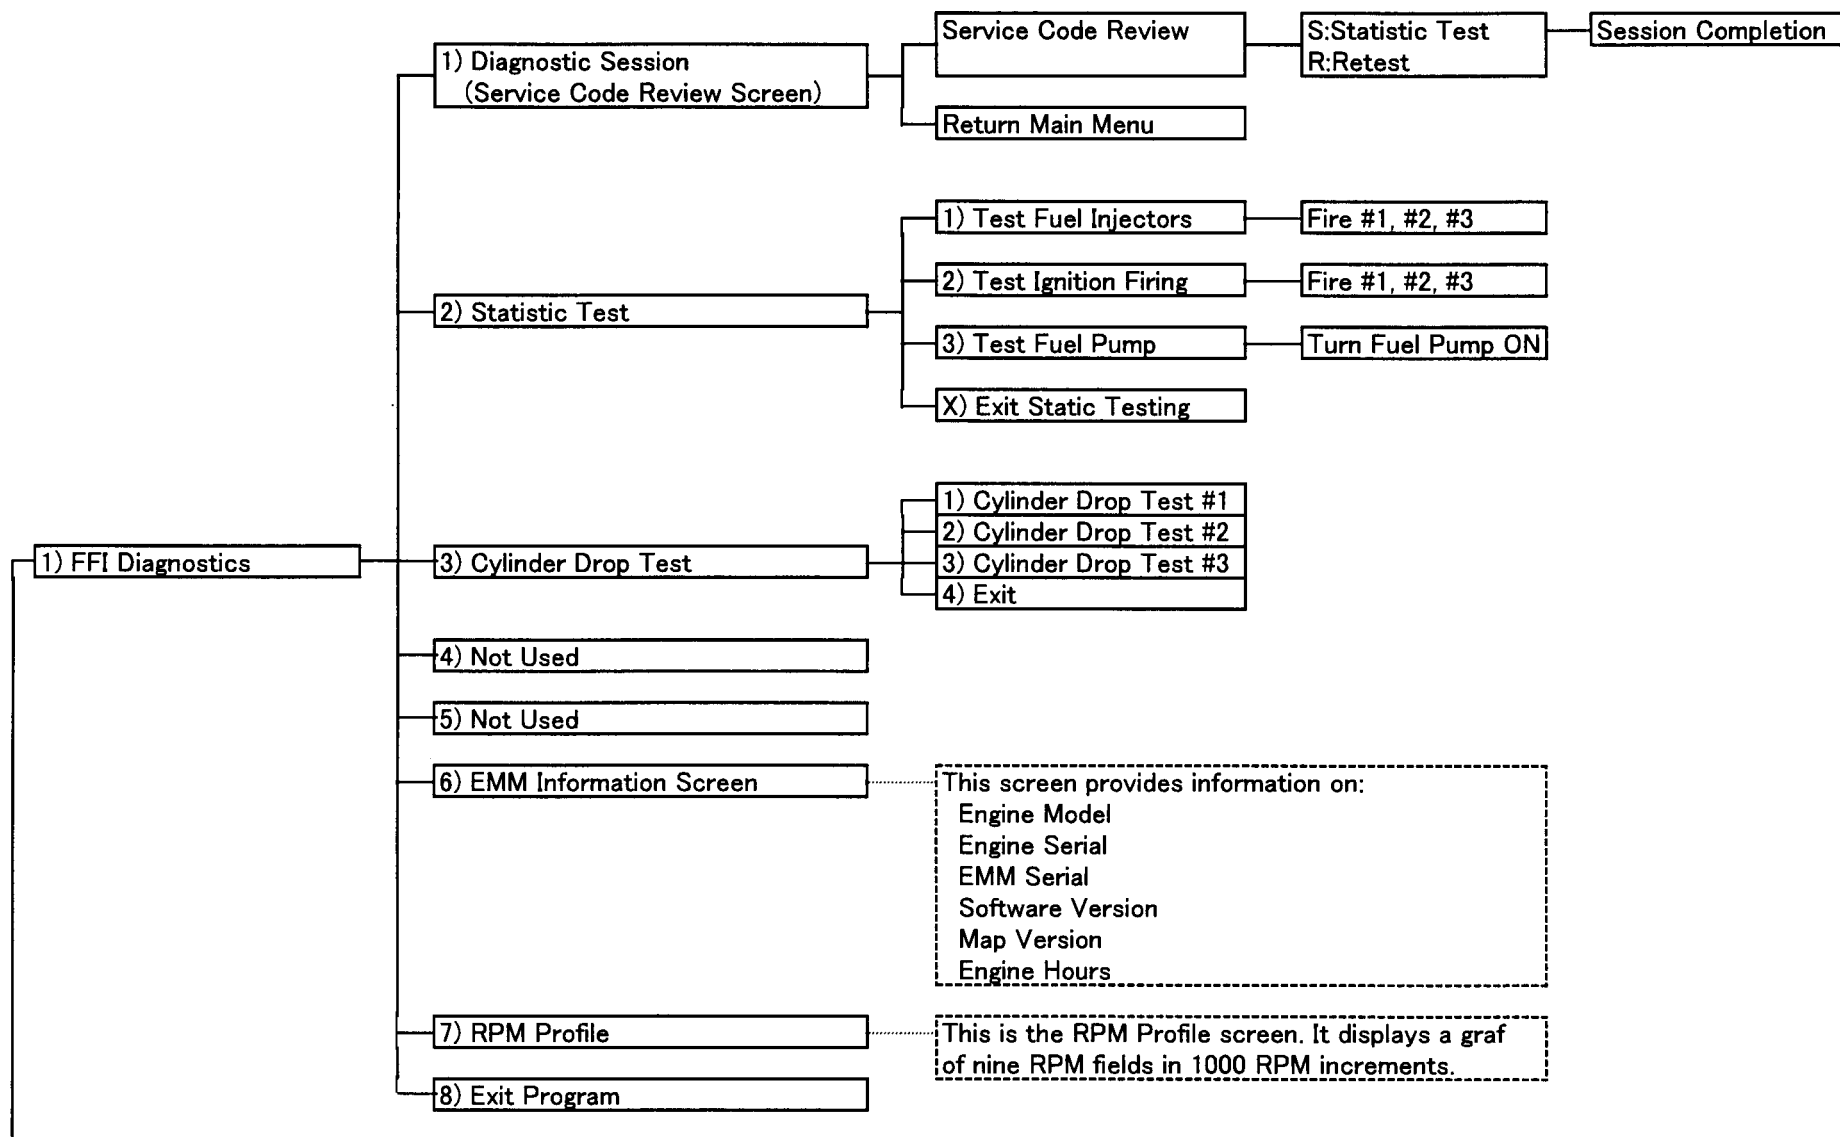 1) FFI Diagnostics
1) Diagnostic Session
(Service Code Review Screen)
Service Code Review
S:Statistic Test
R:Retest
Session Completion
Return Main Menu
2) Statistic Test
1) Test Fuel Injectors
Fire #1, #2, #3
2) Test Ignition Firing
Fire #1, #2, #3
3) Test Fuel Pump
Turn Fuel Pump ON
X) Exit Static Testing
3) Cylinder Drop Test
1) Cylinder Drop Test #1
2) Cylinder Drop Test #2
3) Cylinder Drop Test #3
4) Exit
4) Not Used
5) Not Used
6) EMM Information Screen
This screen provides information on:
Engine Model
Engine Serial
EMM Serial
Software Version
Map Version
Engine Hours
7) RPM Profile
This is the RPM Profile screen. It displays a graf
of nine RPM fields in 1000 RPM increments.
8) Exit Program